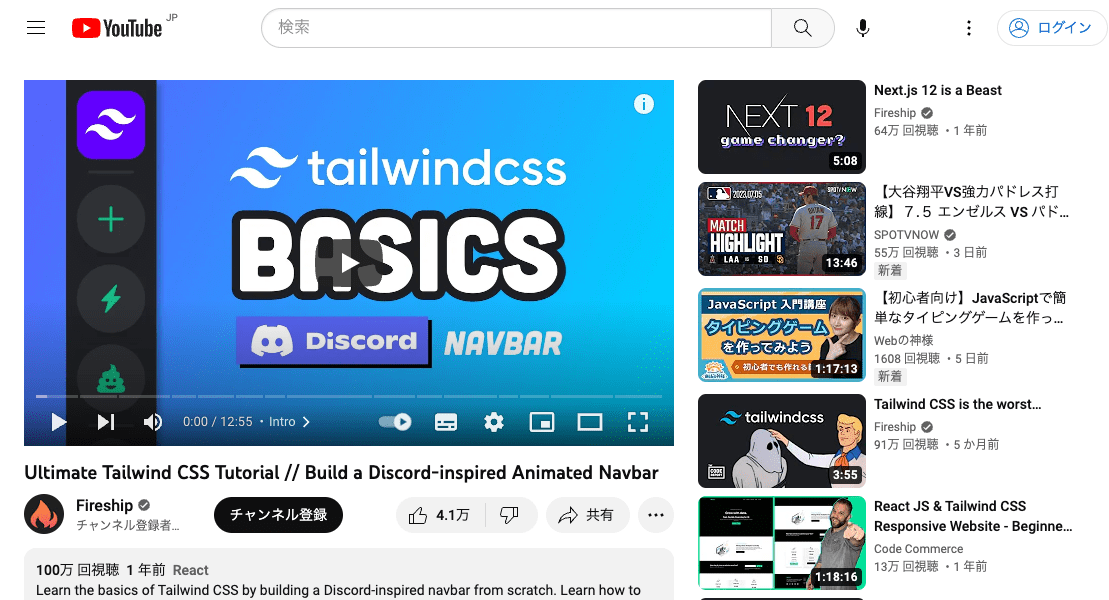 YouTube JP
検索
ログイン
tailwindcss
BASICS
Discord NAVBAR
0:00 / 12:55 • Intro
Ultimate Tailwind CSS Tutorial // Build a Discord-inspired Animated Navbar
Fireship
チャンネル登録者...
チャンネル登録
4.1万
共有
100万 回視聴 1 年前 React
Learn the basics of Tailwind CSS by building a Discord-inspired navbar from scratch. Learn how to
NEXT 12
game changer?
5:08
Next.js 12 is a Beast
Fireship
64万 回視聴 • 1 年前
2023.07.05
SPOTV NOW
17
MATCH
HIGHLIGHT
LAA vs SD
13:46
【大谷翔平VS強力パドレス打
線】７.５ エンゼルス VS パド...
SPOTVNOW
55万 回視聴 • 3 日前
新着
JavaScript 入門講座
タイピングゲーム
を作ってみよう
初心者でも作れる
1:17:13
【初心者向け】JavaScriptで簡
単なタイピングゲームを作っ...
Webの神様
1608 回視聴 • 5 日前
新着
tailwindcss
THE CODE REPORT
3:55
Tailwind CSS is the worst...
Fireship
91万 回視聴 • 5 か月前
1:18:16
React JS & Tailwind CSS
Responsive Website - Beginne...
Code Commerce
13万 回視聴 • 1 年前